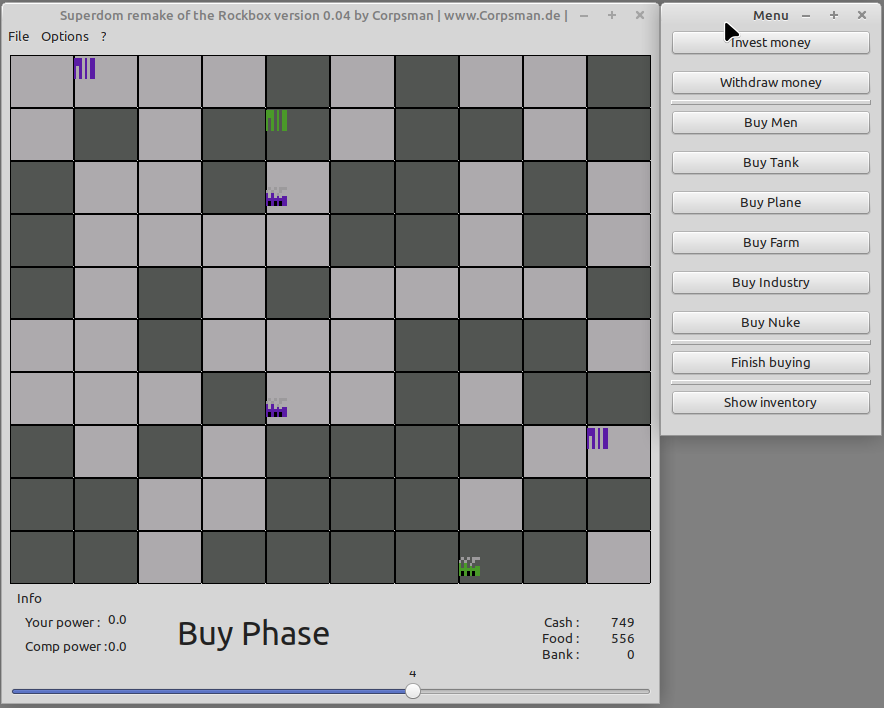 Superdom remake of the Rockbox version 0.04 by Corpsman | www.Corpsman.de |
File Options ?
Info
Your power : 0.0
Comp power :0.0
Buy Phase
Cash : 749
Food : 556
Bank : 0
4
Menu
Invest money
Withdraw money
Buy Men
Buy Tank
Buy Plane
Buy Farm
Buy Industry
Buy Nuke
Finish buying
Show inventory